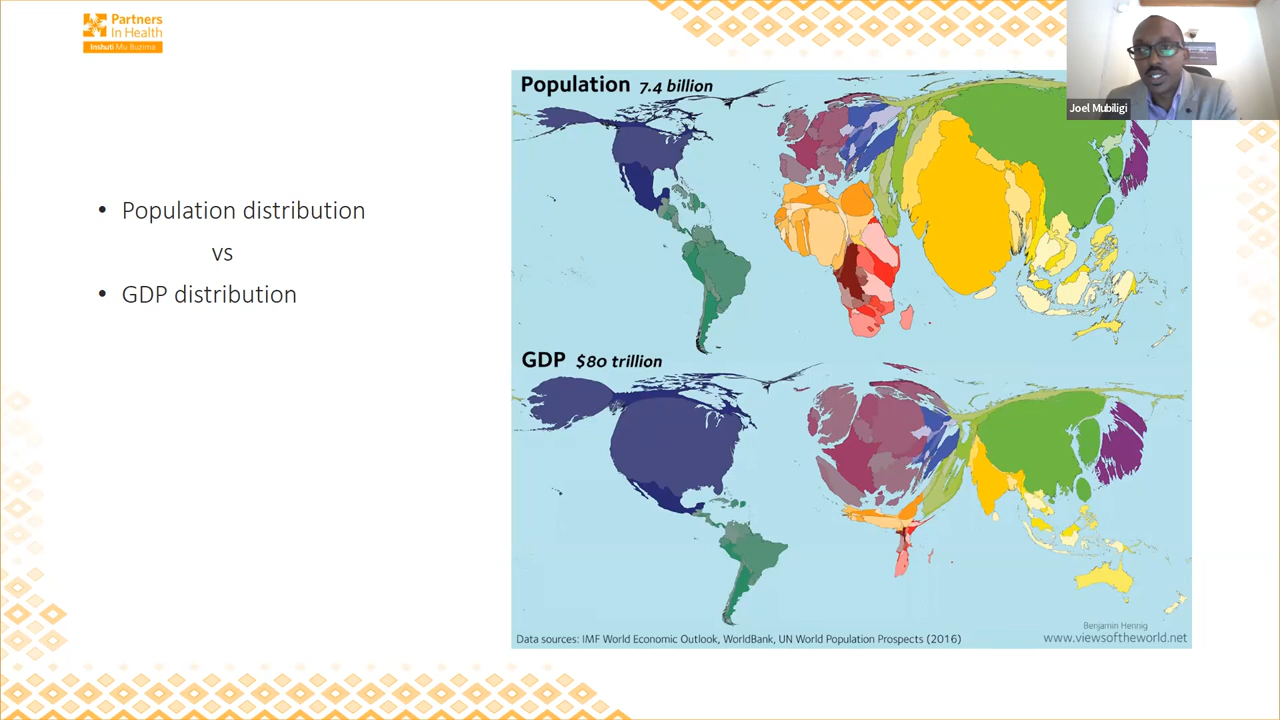 Partners
In Health
Inshuti Mu Buzima
Joel Mubiligi
• Population distribution
vs
• GDP distribution
Population 7.4 billion
GDP $80 trillion
Data sources: IMF World Economic Outlook, WorldBank, UN World Population Prospects (2016)
Benjamin Hennig
www.viewsoftheworld.net